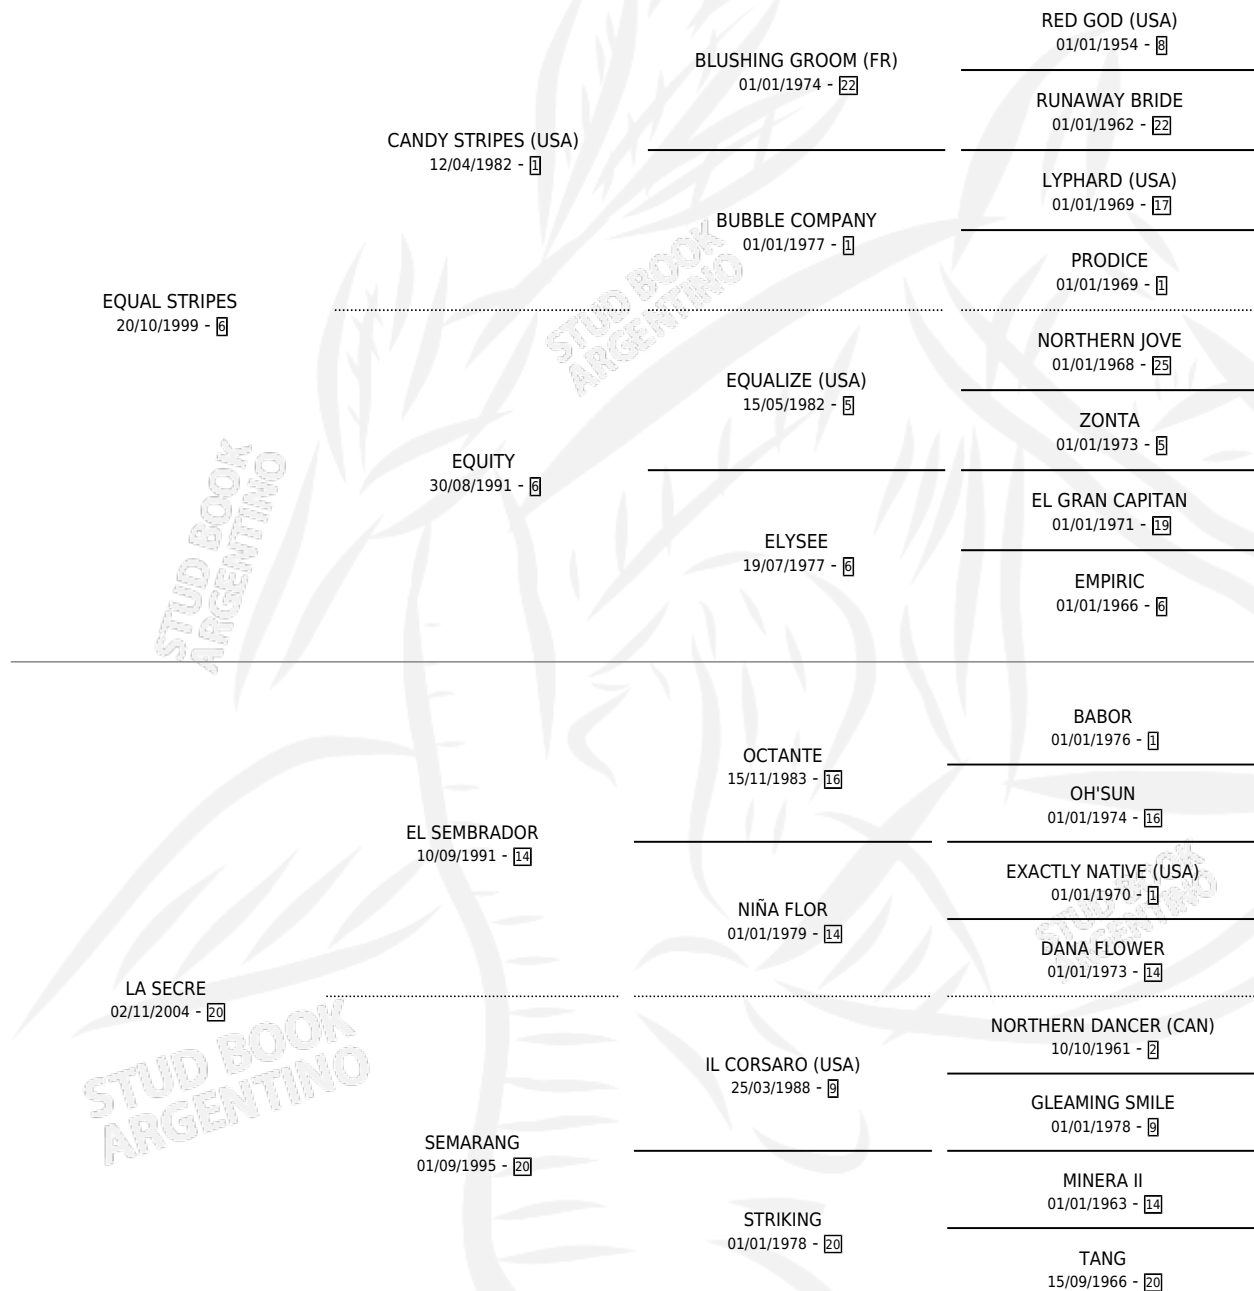 RED GOD (USA)
01/01/1954 - 8
BLUSHING GROOM (FR)
01/01/1974 - 22
RUNAWAY BRIDE
01/01/1962 - 22
CANDY STRIPES (USA)
12/04/1982 - 1
LYPHARD (USA)
01/01/1969 - 17
BUBBLE COMPANY
01/01/1977 - 1
PRODICE
01/01/1969 - 1
EQUAL STRIPES
20/10/1999 - 6
STUD BOOK
ARGENTINO
NORTHERN JOVE
01/01/1968 - 25
EQUALIZE (USA)
15/05/1982 - 5
ZONTA
01/01/1973 - 5
EQUITY
30/08/1991 - 6
EL GRAN CAPITAN
01/01/1971 - 19
ELYSEE
19/07/1977 - 6
EMPIRIC
01/01/1966 - 6
STUD BOOK
ARGENTINO
BABOR
01/01/1976 - 1
OCTANTE
15/11/1983 - 16
OH'SUN
01/01/1974 - 16
EL SEMBRADOR
10/09/1991 - 14
EXACTLY NATIVE (USA)
01/01/1970 - 1
NIÑA FLOR
01/01/1979 - 14
STUD BOOK
ARGENTINO
DANA FLOWER
01/01/1973 - 14
LA SECRE
02/11/2004 - 20
NORTHERN DANCER (CAN)
10/10/1961 - 2
IL CORSARO (USA)
25/03/1988 - 9
STUD BOOK
ARGENTINO
GLEAMING SMILE
01/01/1978 - 9
SEMARANG
01/09/1995 - 20
MINERA II
01/01/1963 - 14
STRIKING
01/01/1978 - 20
TANG
15/09/1966 - 20